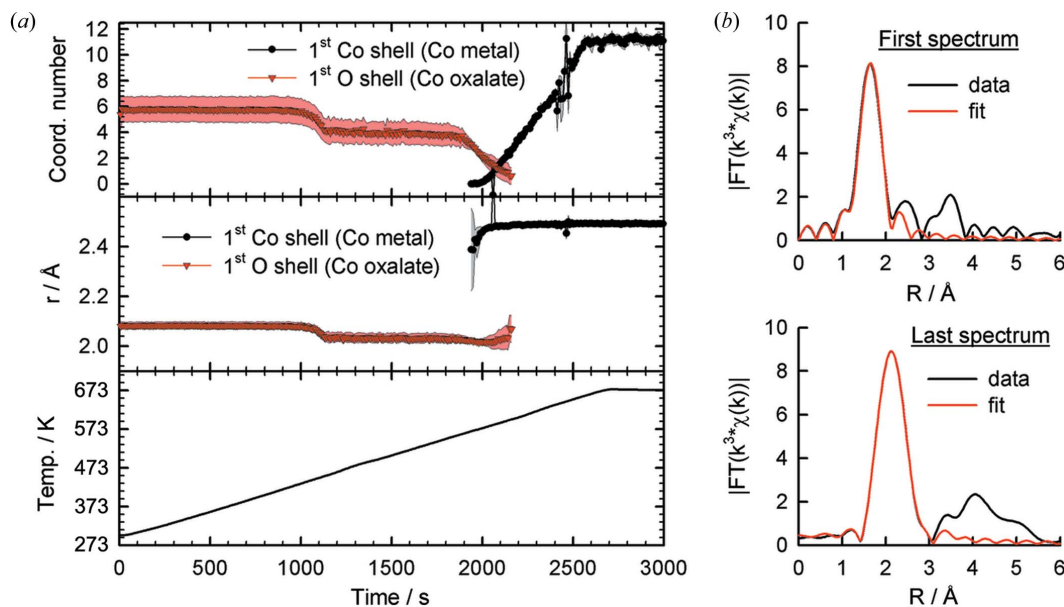 (a)
Coord. number
12
10
8
6
4
2
0
1st Co shell (Co metal)
1st O shell (Co oxalate)
r / Å
2.4
2.2
2.0
1st Co shell (Co metal)
1st O shell (Co oxalate)
Temp. / K
673
573
473
373
273
0 500 1000 1500 2000 2500 3000
Time / s
(b)
|FT(k3*χ(k))|
10
8
6
4
2
0
First spectrum
data
fit
0 1 2 3 4 5 6
R / Å
|FT(k3*χ(k))|
10
8
6
4
2
0
Last spectrum
data
fit
0 1 2 3 4 5 6
R / Å